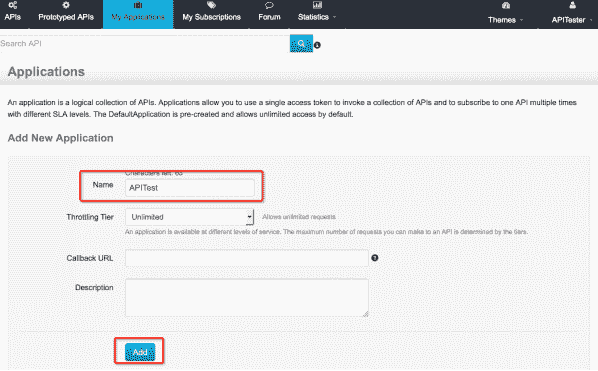 APIs Prototyped APIs My Applications My Subscriptions Forum Statistics Themes APITester
Search API
Applications
An application is a logical collection of APIs. Applications allow you to use a single access token to invoke a collection of APIs and to subscribe to one API multiple times
with different SLA levels. The DefaultApplication is pre-created and allows unlimited access by default.
Add New Application
Characters left: 63
Name APITest
Throttling Tier Unlimited Allows unlimited requests
An application is available at different levels of service. The maximum number of requests you can make to an API is determined by the tiers.
Callback URL
Description
Add